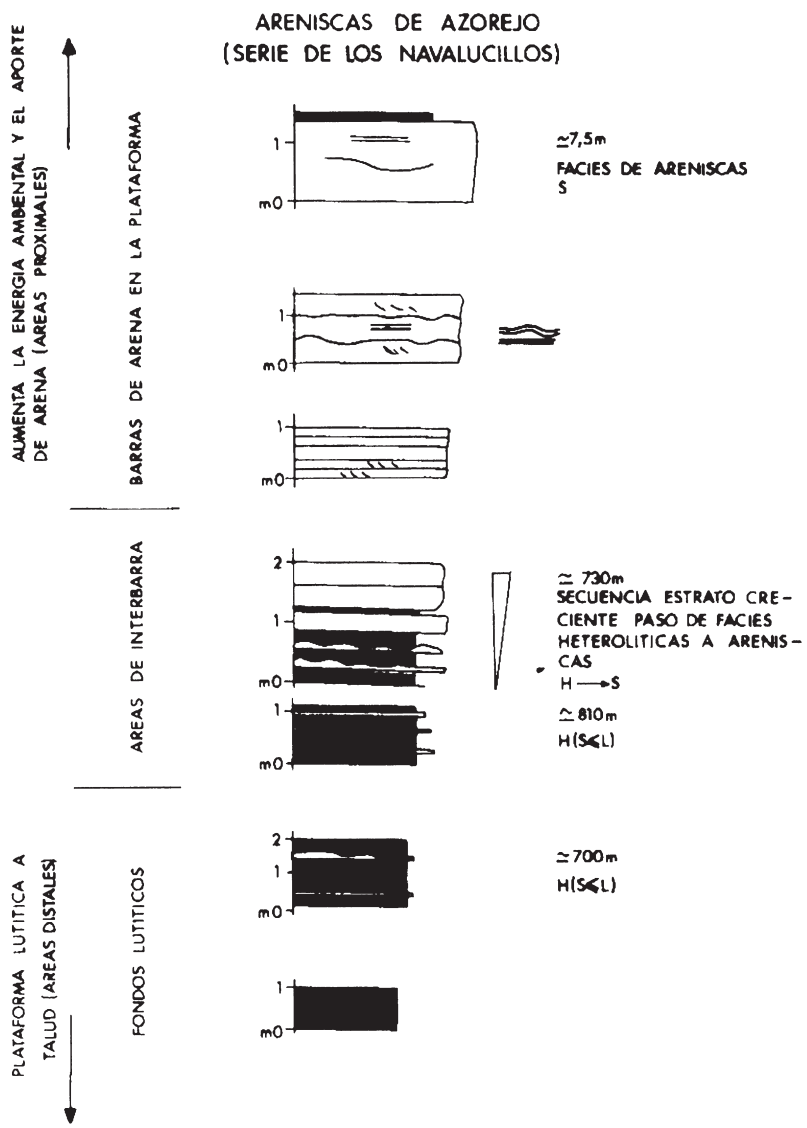 ARENISCAS DE AZOREJO
(SERIE DE LOS NAVALUCILLOS)
AUMENTA LA ENERGIA AMBIENTAL Y EL APORTE
DE ARENA (AREAS PROXIMALES)
BARRAS DE ARENA EN LA PLATAFORMA
1
m0
≃7,5m
FACIES DE ARENISCAS
S
1
m0
1
m0
AREAS DE INTERBARRA
2
1
m0
≃ 730m
SECUENCIA ESTRATO CRE-
CIENTE PASO DE FACIES
HETEROLITICAS A ARENIS-
CAS
H → S
1
m0
≃810m
H(S⩽L)
PLATAFORMA LUTITICA A
TALUD (AREAS DISTALES)
FONDOS LUTITICOS
2
1
m0
≃700m
H(S⩽L)
1
m0